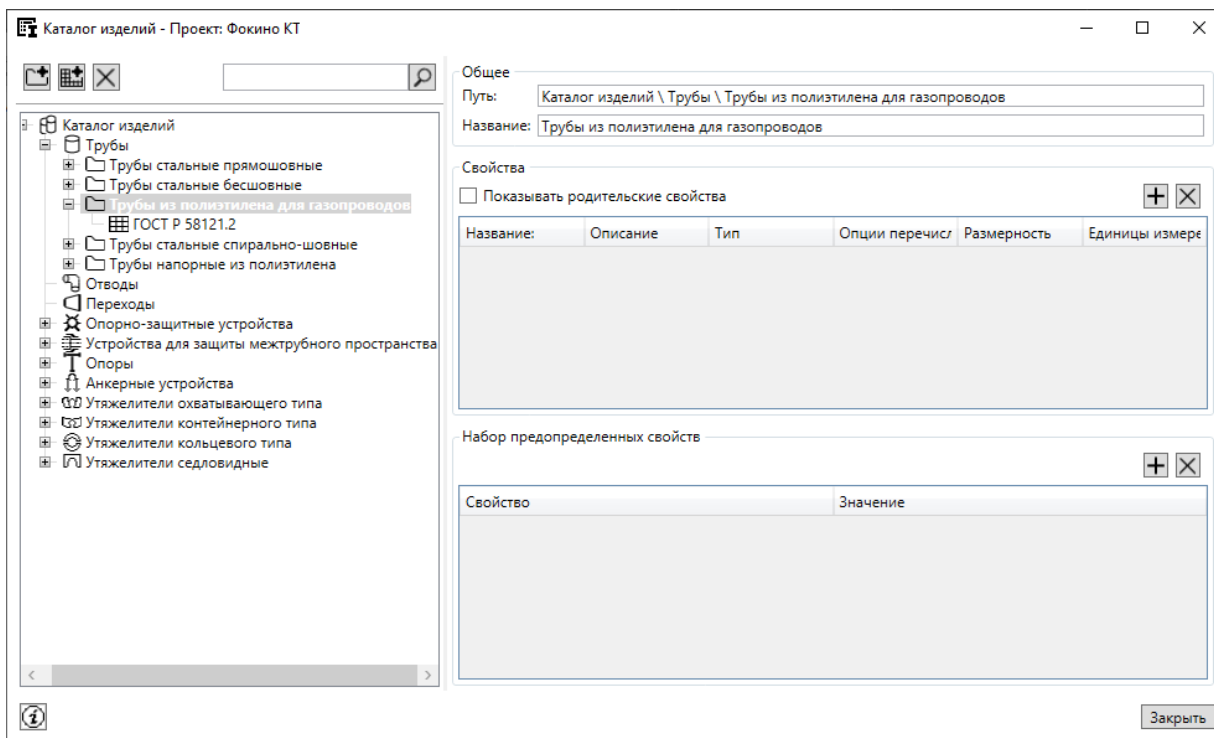 Каталог изделий - Проект: Фокино КТ
Каталог изделий
Трубы
Трубы стальные прямошовные
Трубы стальные бесшовные
Трубы из полиэтилена для газопроводов
ГОСТ Р 58121.2
Трубы стальные спирально-шовные
Трубы напорные из полиэтилена
Отводы
Переходы
Опорно-защитные устройства
Устройства для защиты межтрубного пространства
Опоры
Анкерные устройства
Утяжелители охватывающего типа
Утяжелители контейнерного типа
Утяжелители кольцевого типа
Утяжелители седловидные
Общее
Путь: Каталог изделий \ Трубы \ Трубы из полиэтилена для газопроводов
Название: Трубы из полиэтилена для газопроводов
Свойства
Показывать родительские свойства
Название: Описание Тип Опции перечисл Размерность Единицы измере
Набор предопределенных свойств
Свойство Значение
Закрыть